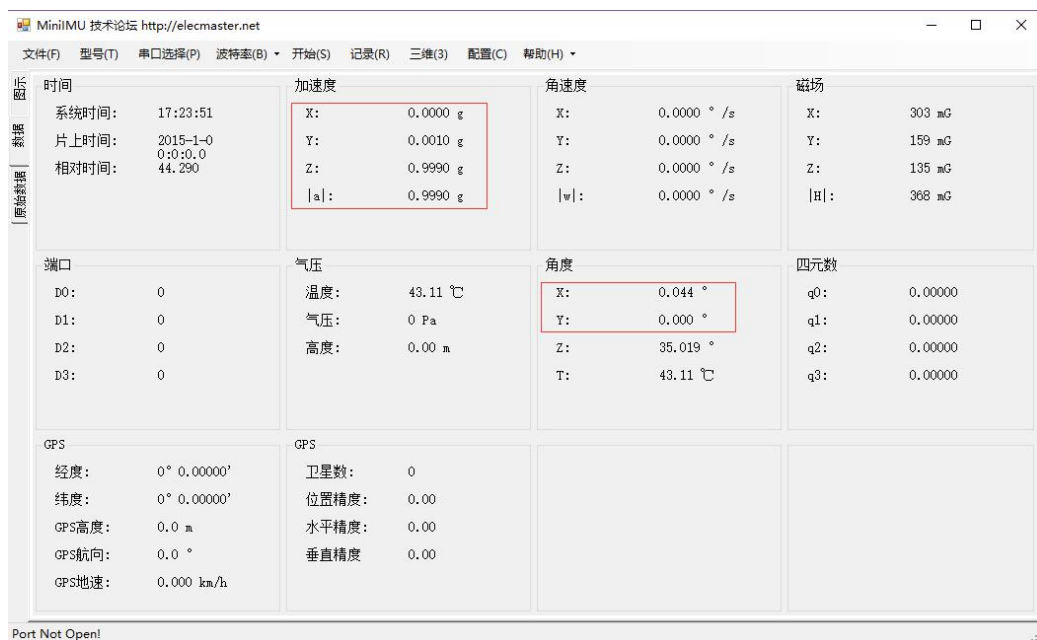 MiniIMU 技术论坛 http://elecmaster.net
文件(F) 型号(T) 串口选择(P) 波特率(B) 开始(S) 记录(R) 三维(3) 配置(C) 帮助(H)
图示
数据
原始数据
时间
系统时间: 17:23:51
片上时间: 2015-1-0
0:0:0.0
相对时间: 44.290
加速度
X: 0.0000 g
Y: 0.0010 g
Z: 0.9990 g
|a|: 0.9990 g
角速度
X: 0.0000 °/s
Y: 0.0000 °/s
Z: 0.0000 °/s
|w|: 0.0000 °/s
磁场
X: 303 mG
Y: 159 mG
Z: 135 mG
|H|: 368 mG
端口
D0: 0
D1: 0
D2: 0
D3: 0
气压
温度: 43.11 ℃
气压: 0 Pa
高度: 0.00 m
角度
X: 0.044 °
Y: 0.000 °
Z: 35.019 °
T: 43.11 ℃
四元数
q0: 0.00000
q1: 0.00000
q2: 0.00000
q3: 0.00000
GPS
经度: 0° 0.00000'
纬度: 0° 0.00000'
GPS高度: 0.0 m
GPS航向: 0.0 °
GPS地速: 0.000 km/h
GPS
卫星数: 0
位置精度: 0.00
水平精度: 0.00
垂直精度 0.00
Port Not Open!